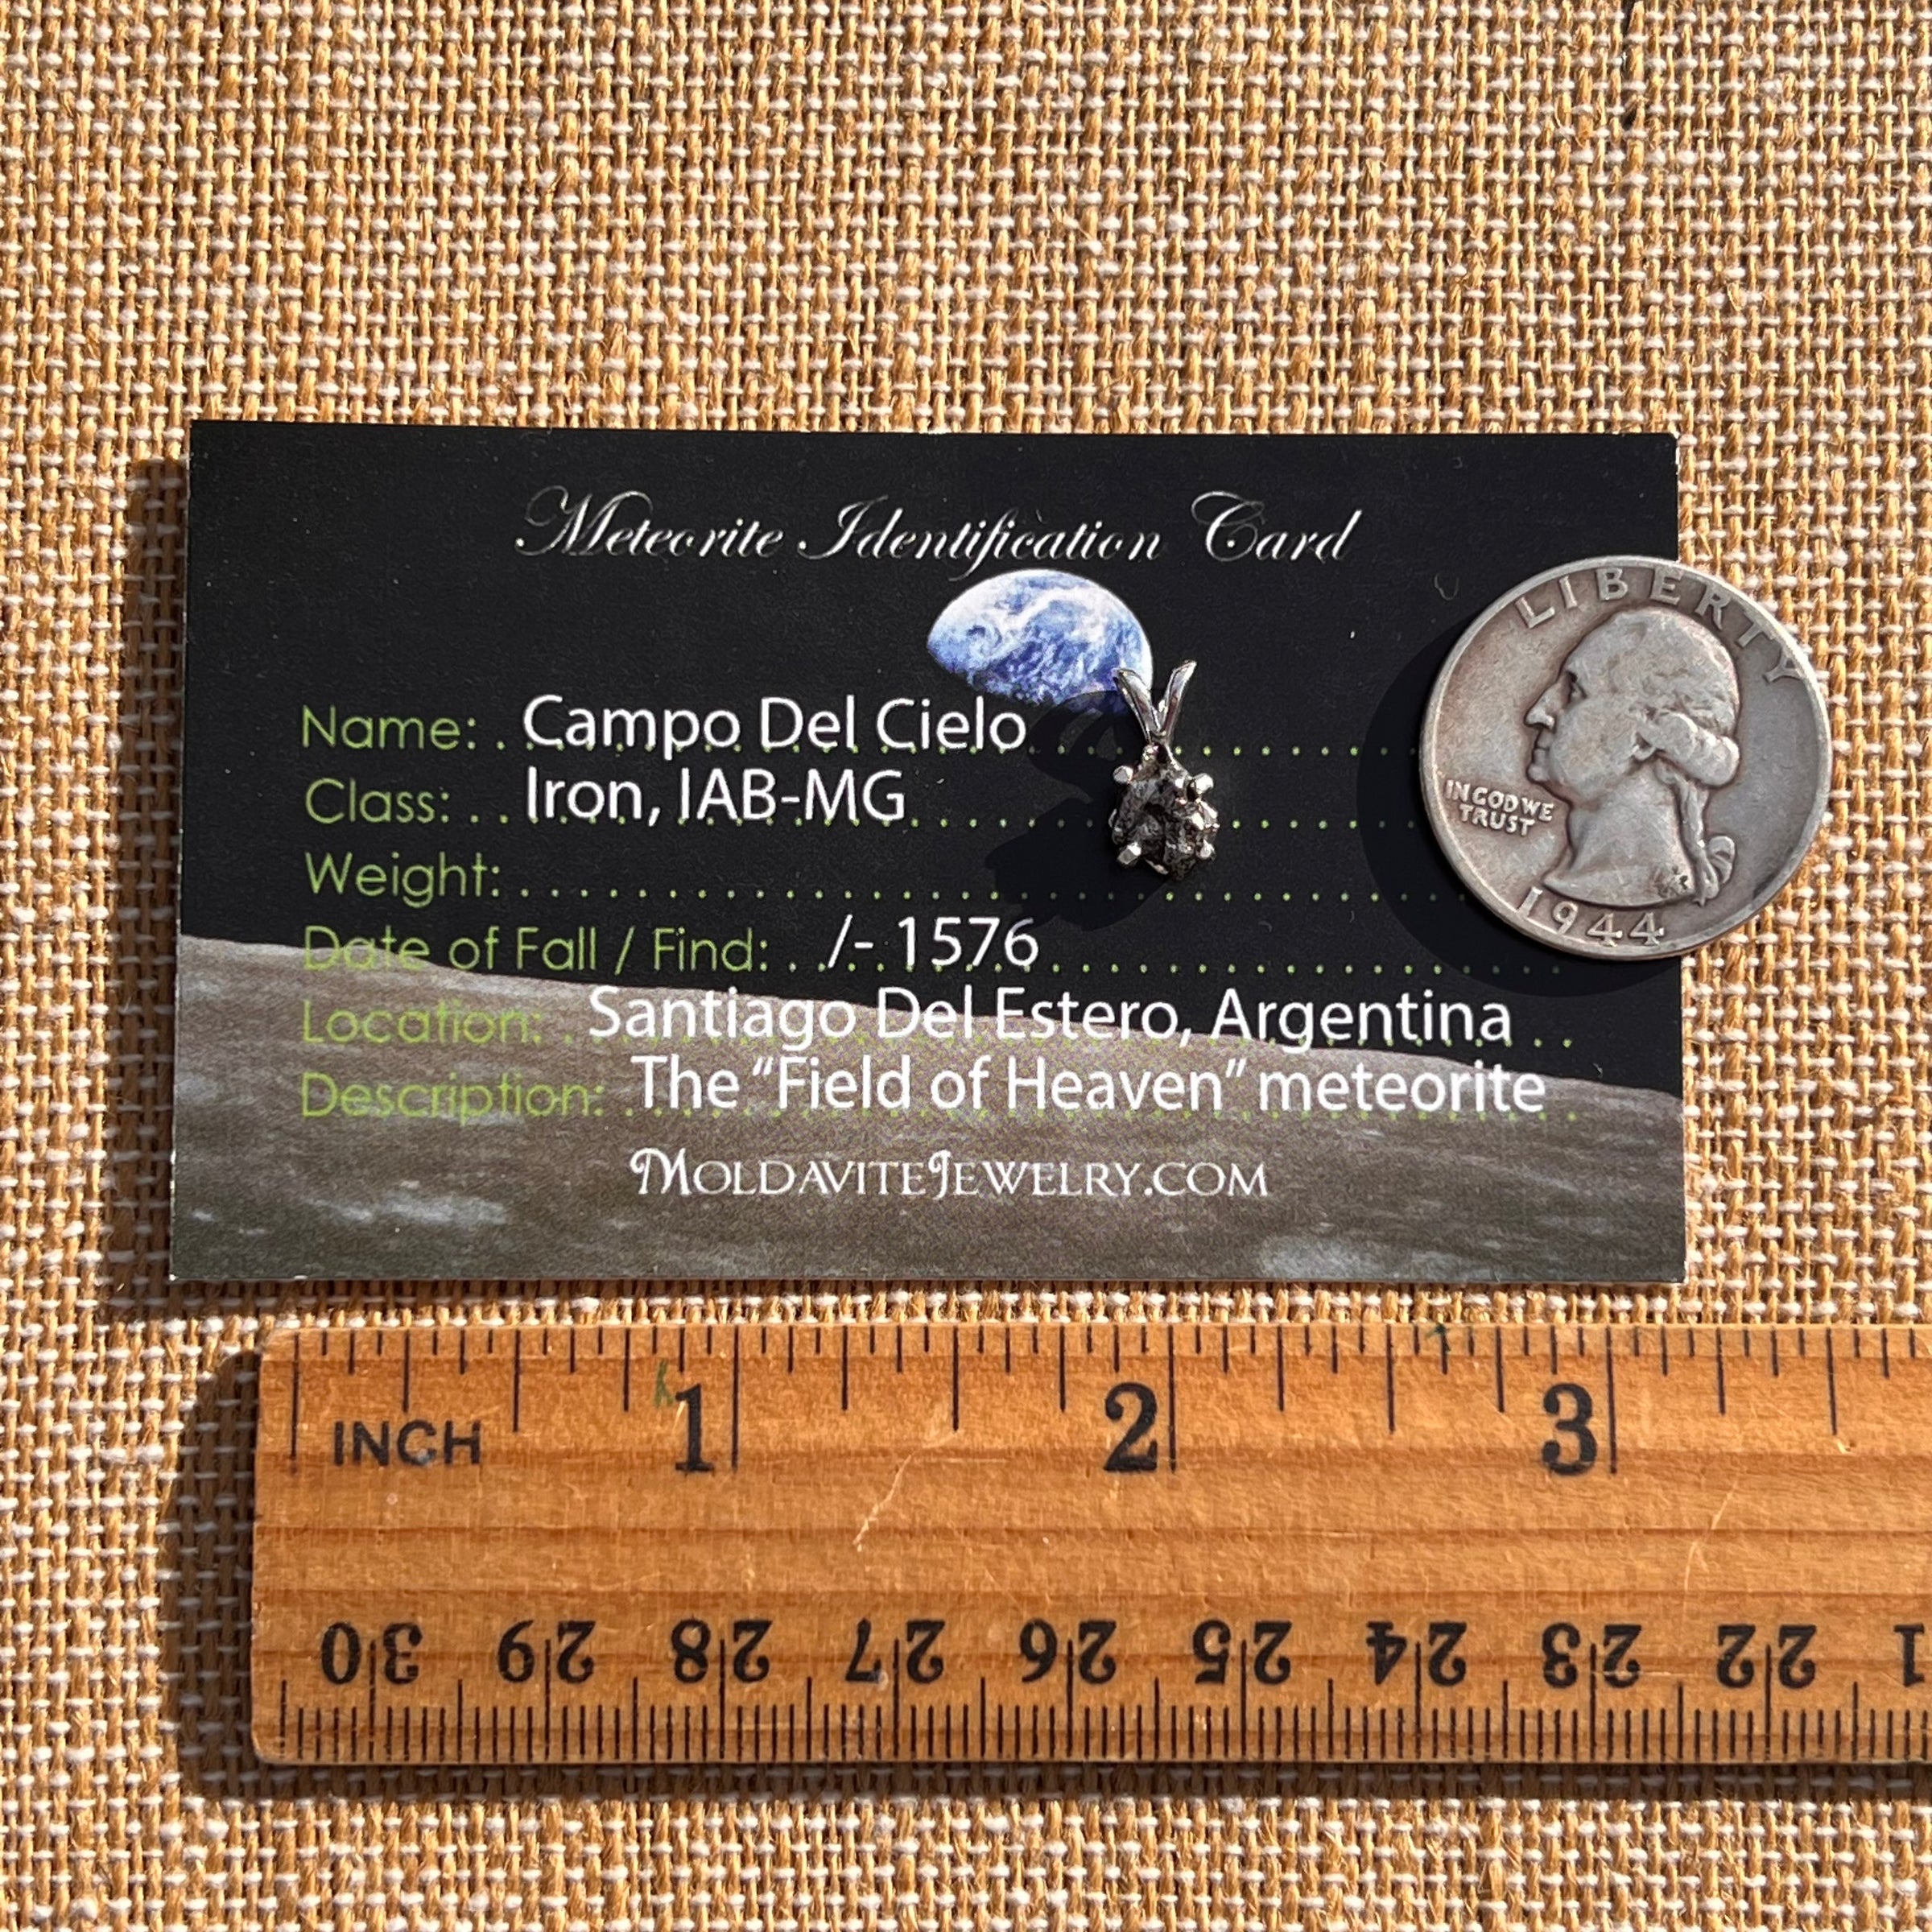 Meteorite Identification Card
Name: Campo Del Cielo
Class: Iron, IAB-MG
Weight:
Date of Fall / Find: /- 1576
Location: Santiago Del Estero, Argentina
Description: The “Field of Heaven” meteorite
MOLDAVITEJEWELRY.COM
LIBERTY
IN GOD WE
TRUST
1944
1 2 3
INCH
30 29 28 27 26 25 24 23 22